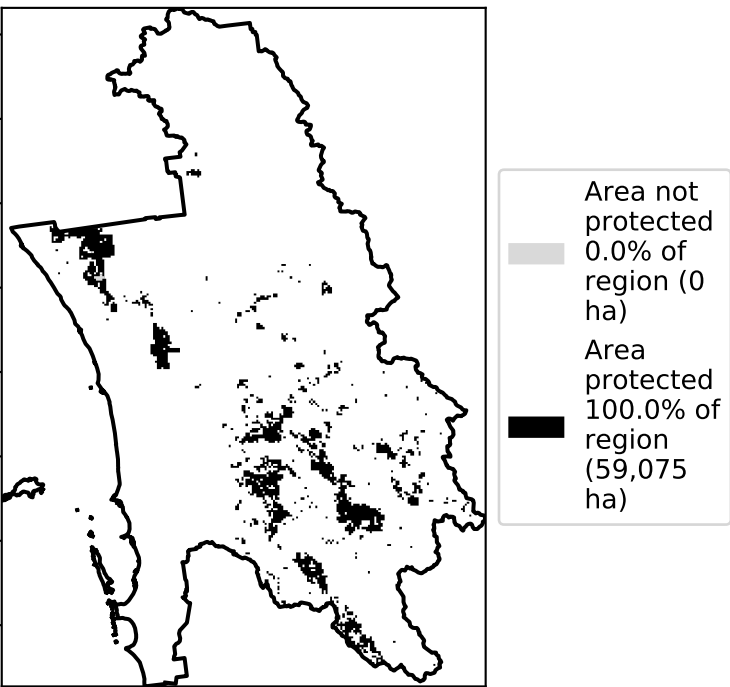 Area not
protected
0.0% of
region (0
ha)
Area
protected
100.0% of
region
(59,075
ha)